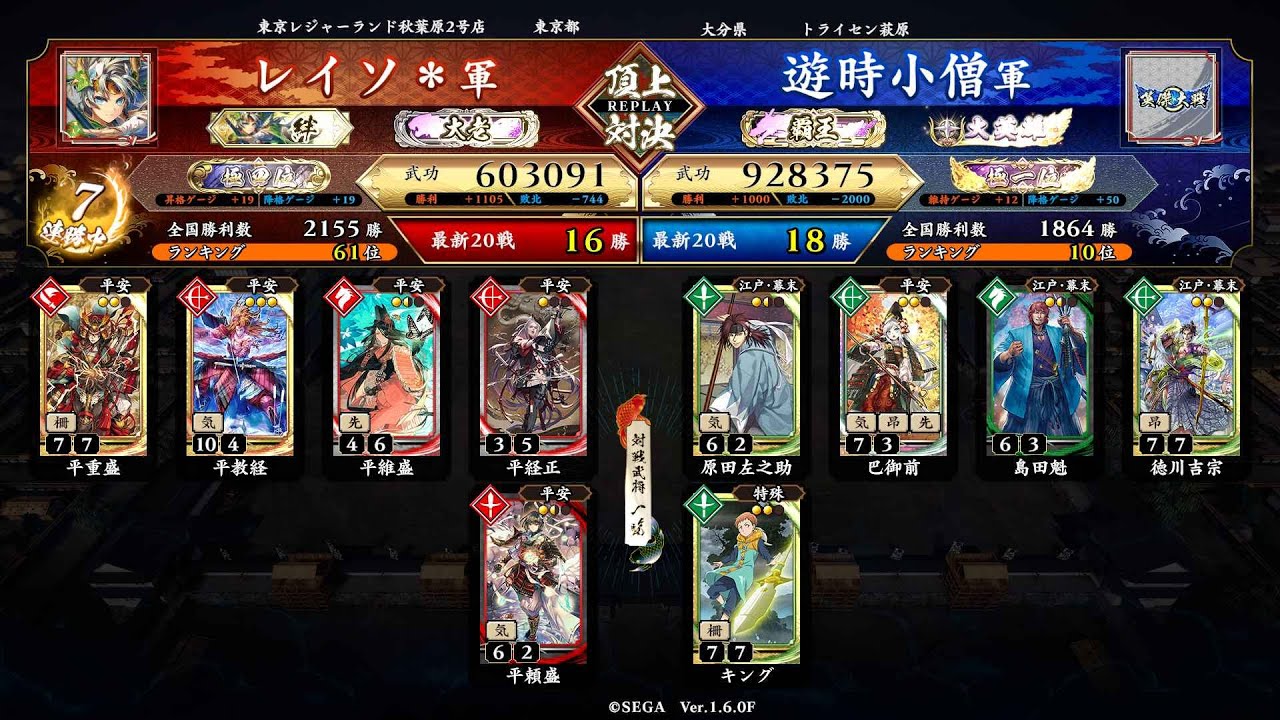 東京レジャーランド秋葉原2号店 東京都
大分県 トライセン萩原
レイソ＊軍
頂上
REPLAY
対決
遊時小僧軍
英傑大戦
絆
大老
覇王
大英雄
7
連勝中
極四位
昇格ゲージ +19 降格ゲージ +19
武功 603091
勝利 +1105 敗北 -744
武功 928375
勝利 +1000 敗北 -2000
極一位
維持ゲージ +12 降格ゲージ +50
全国勝利数 2155勝
ランキング 61位
最新20戦 16勝
最新20戦 18勝
全国勝利数 1864勝
ランキング 10位
平安
柵
7 7
平重盛
平安
気
10 4
平教経
平安
先
4 6
平維盛
平安
3 5
平経正
対戦武将一覧
江戸・幕末
気
6 2
原田左之助
平安
気 昂 先
7 3
巴御前
江戸・幕末
6 3
島田魁
江戸・幕末
昂
7 7
徳川吉宗
平安
気
6 2
平頼盛
特殊
柵
7 7
キング
©SEGA Ver.1.6.0F